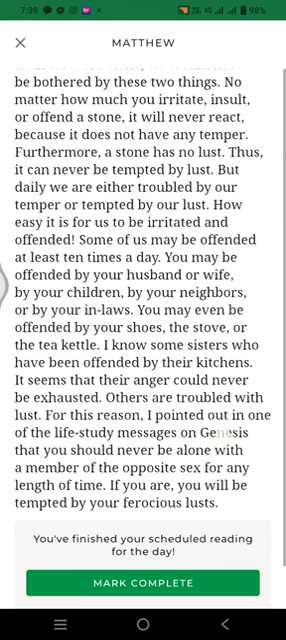 7:39
4G
98%
MATTHEW
be bothered by these two things. No
matter how much you irritate, insult,
or offend a stone, it will never react,
because it does not have any temper.
Furthermore, a stone has no lust. Thus,
it can never be tempted by lust. But
daily we are either troubled by our
temper or tempted by our lust. How
easy it is for us to be irritated and
offended! Some of us may be offended
at least ten times a day. You may be
offended by your husband or wife,
by your children, by your neighbors,
or by your in-laws. You may even be
offended by your shoes, the stove, or
the tea kettle. I know some sisters who
have been offended by their kitchens.
It seems that their anger could never
be exhausted. Others are troubled with
lust. For this reason, I pointed out in one
of the life-study messages on Genesis
that you should never be alone with
a member of the opposite sex for any
length of time. If you are, you will be
tempted by your ferocious lusts.
You've finished your scheduled reading
for the day!
MARK COMPLETE